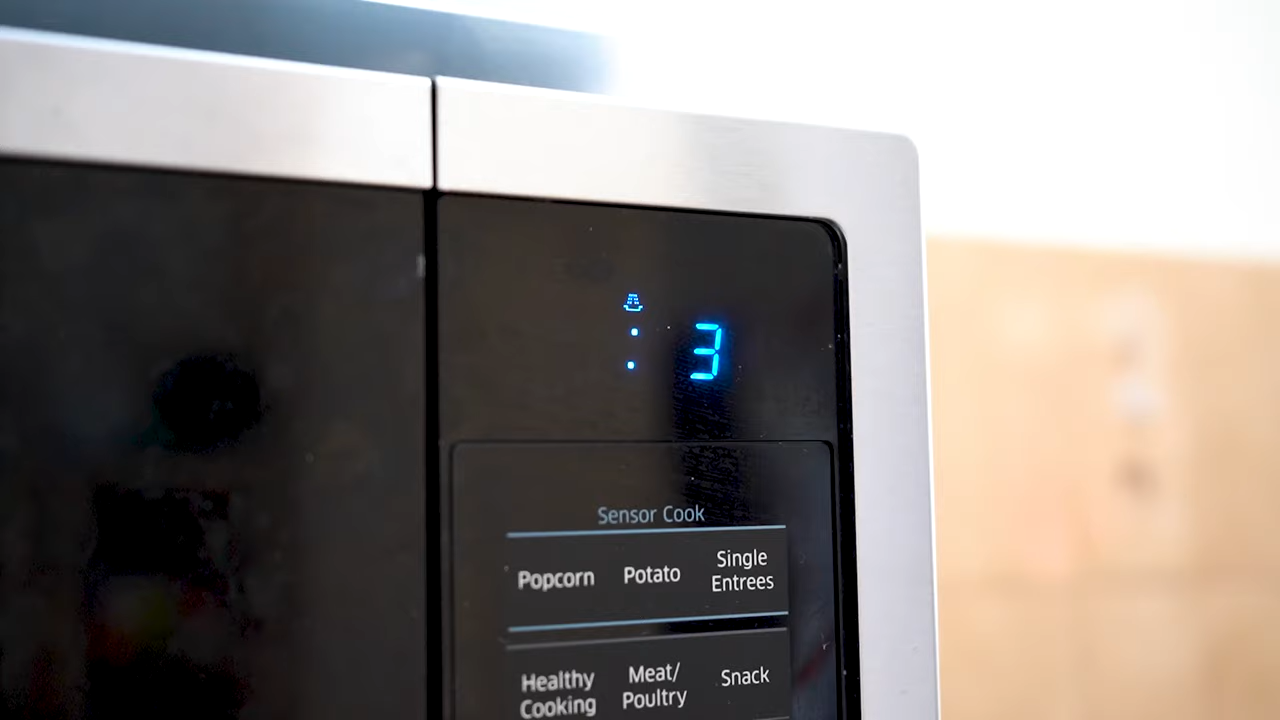 : 3
Sensor Cook
Popcorn Potato Single Entrees
Healthy Cooking Meat/ Poultry Snack